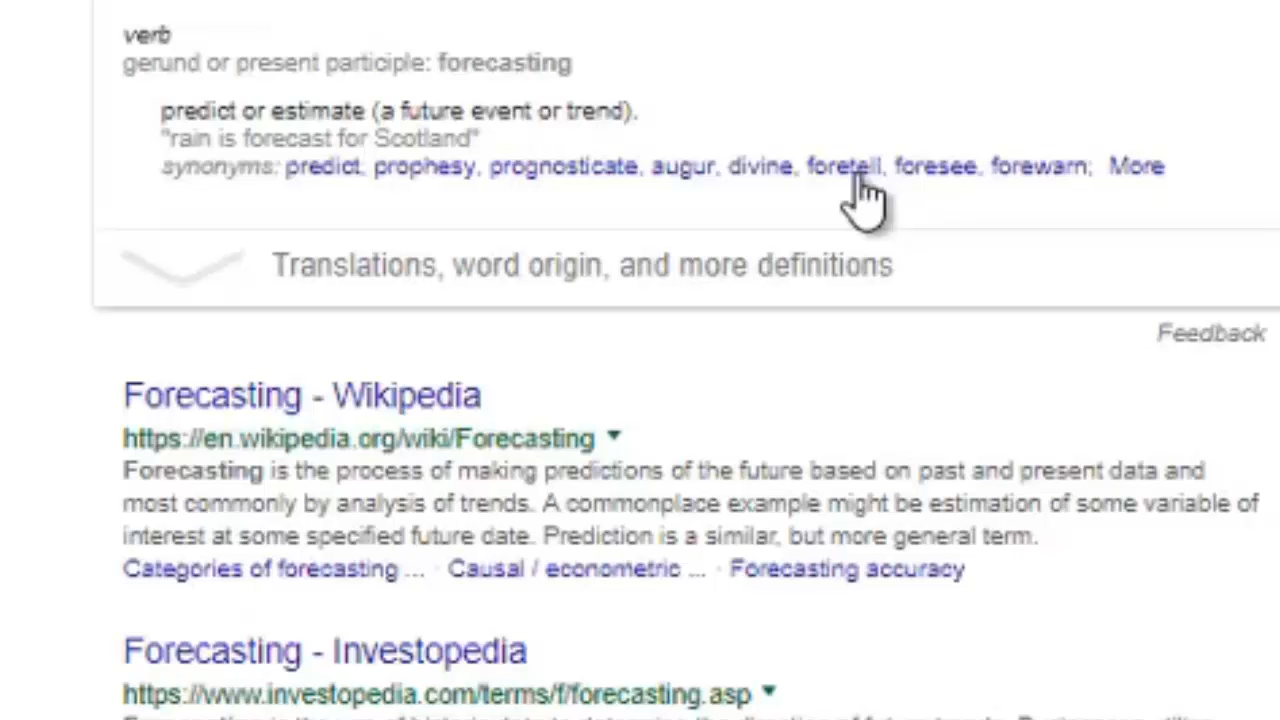 verb
gerund or present participle: forecasting
predict or estimate (a future event or trend).
"rain is forecast for Scotland"
synonyms: predict, prophesy, prognosticate, augur, divine, foretell, foresee, forewarn; More
Translations, word origin, and more definitions
Feedback
Forecasting - Wikipedia
https://en.wikipedia.org/wiki/Forecasting
Forecasting is the process of making predictions of the future based on past and present data and
most commonly by analysis of trends. A commonplace example might be estimation of some variable of
interest at some specified future date. Prediction is a similar, but more general term.
Categories of forecasting ... · Causal / econometric ... · Forecasting accuracy
Forecasting - Investopedia
https://www.investopedia.com/terms/f/forecasting.asp